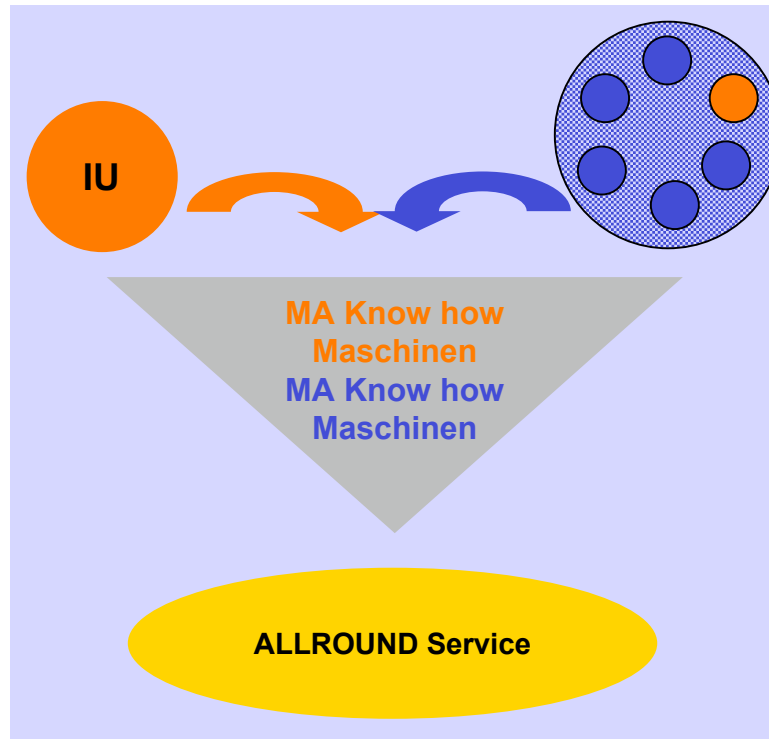 IU
MA Know how
Maschinen
MA Know how
Maschinen
ALLROUND Service